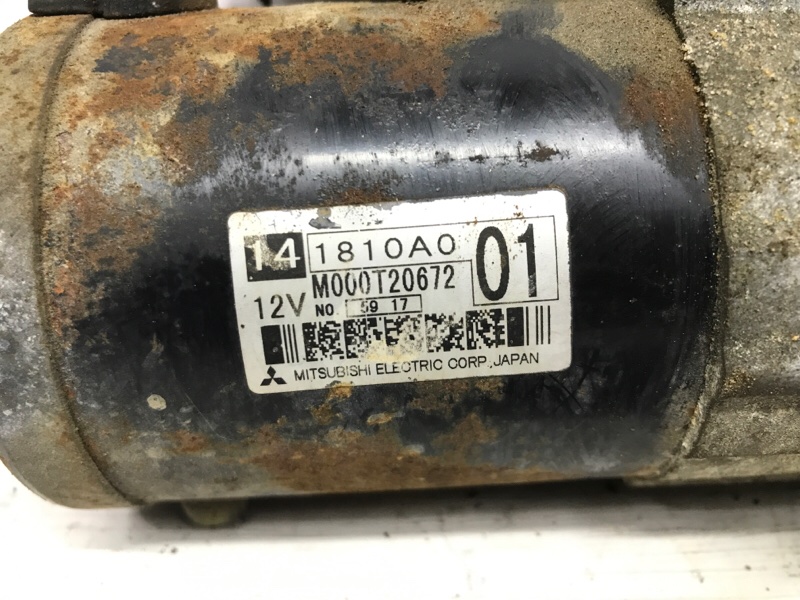 14 1810A0 01
M000T20672
12V NO 59 17
MITSUBISHI ELECTRIC CORP.,JAPAN